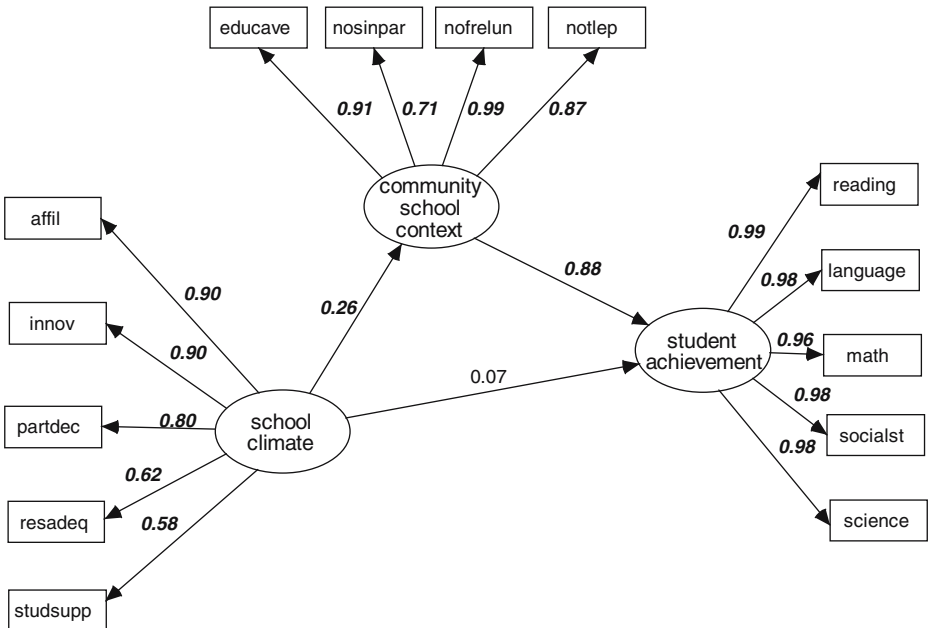 educave
nosinpar
nofrelun
notlep
0.91
0.71
0.99
0.87
community
school
context
reading
affil
0.99
language
0.90
0.88
0.98
0.26
innov
student
achievement
0.96
math
0.90
0.07
0.98
partdec
0.80
school
climate
socialst
0.98
0.62
resadeq
0.58
science
studsupp